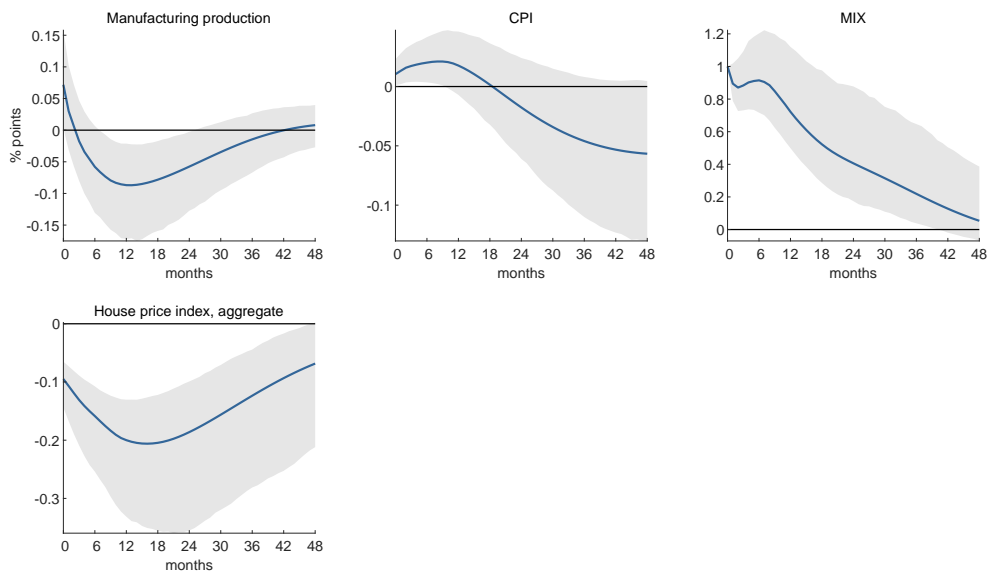 Manufacturing production
0.15
0.1
0.05
0
-0.05
-0.1
-0.15
% points
0 6 12 18 24 30 36 42 48
months
CPI
0
-0.05
-0.1
0 6 12 18 24 30 36 42 48
months
MIX
1.2
1
0.8
0.6
0.4
0.2
0
0 6 12 18 24 30 36 42 48
months
House price index, aggregate
0
-0.1
-0.2
-0.3
0 6 12 18 24 30 36 42 48
months